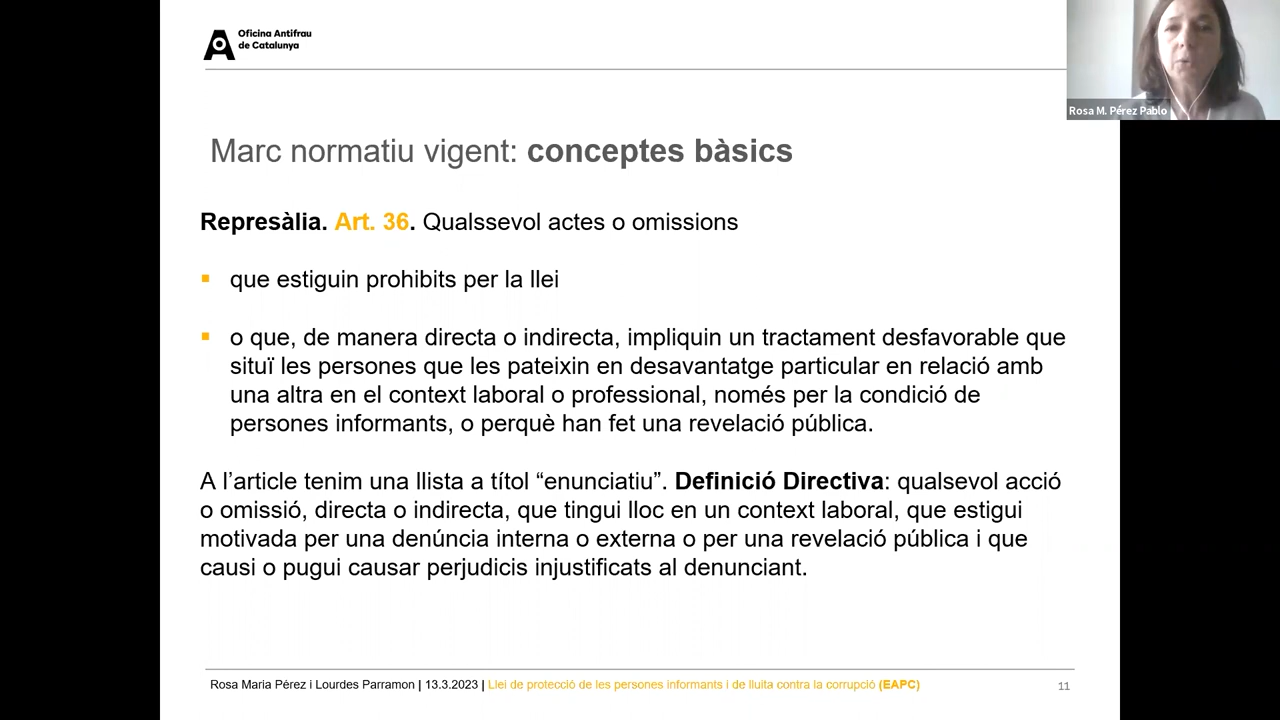 Oficina Antifrau
de Catalunya
Rosa M. Pérez Pablo
Marc normatiu vigent: conceptes bàsics
Represàlia. Art. 36. Qualssevol actes o omissions
▪ que estiguin prohibits per la llei
▪ o que, de manera directa o indirecta, impliquin un tractament desfavorable que
situï les persones que les pateixin en desavantatge particular en relació amb
una altra en el context laboral o professional, només per la condició de
persones informants, o perquè han fet una revelació pública.
A l’article tenim una llista a títol “enunciatiu”. Definició Directiva: qualsevol acció
o omissió, directa o indirecta, que tingui lloc en un context laboral, que estigui
motivada per una denúncia interna o externa o per una revelació pública i que
causi o pugui causar perjudicis injustificats al denunciant.
Rosa Maria Pérez i Lourdes Parramon | 13.3.2023 | Llei de protecció de les persones informants i de lluita contra la corrupció (EAPC)
11